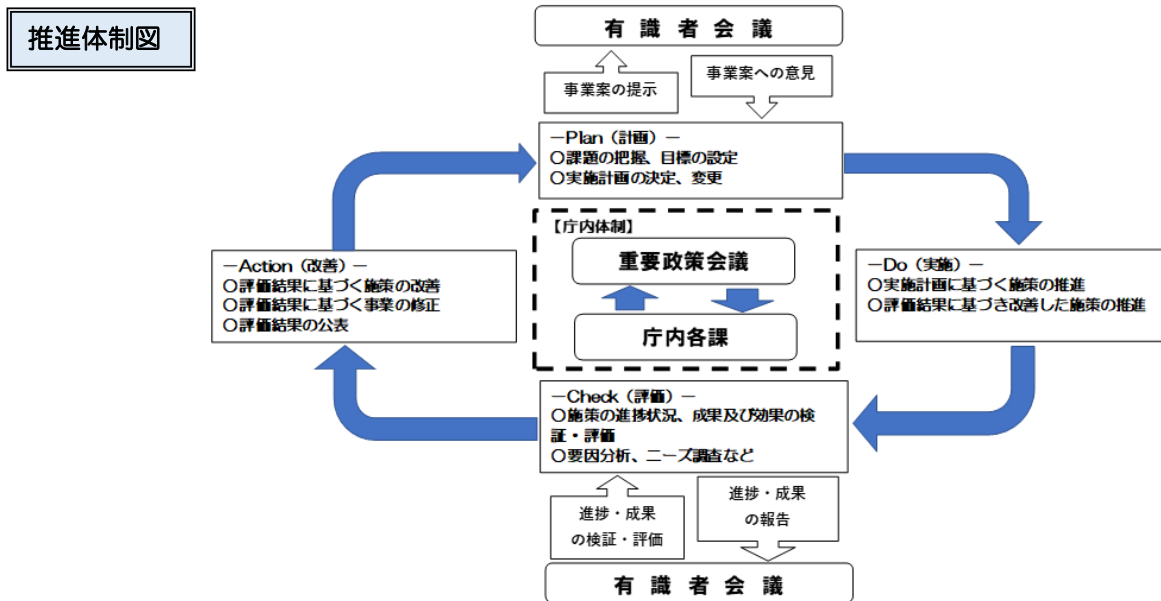 推進体制図
有識者会議
事業案の提示
事業案への意見
－Plan（計画）－
〇課題の把握、目標の設定
〇実施計画の決定、変更
【庁内体制】
重要政策会議
庁内各課
－Action（改善）－
〇評価結果に基づく施策の改善
〇評価結果に基づく事業の修正
〇評価結果の公表
－Do（実施）－
〇実施計画に基づく施策の推進
〇評価結果に基づき改善した施策の推進
－Check（評価）－
〇施策の進捗状況、成果及び効果の検
証・評価
〇要因分析、ニーズ調査など
進捗・成果
の検証・評価
進捗・成果
の報告
有識者会議